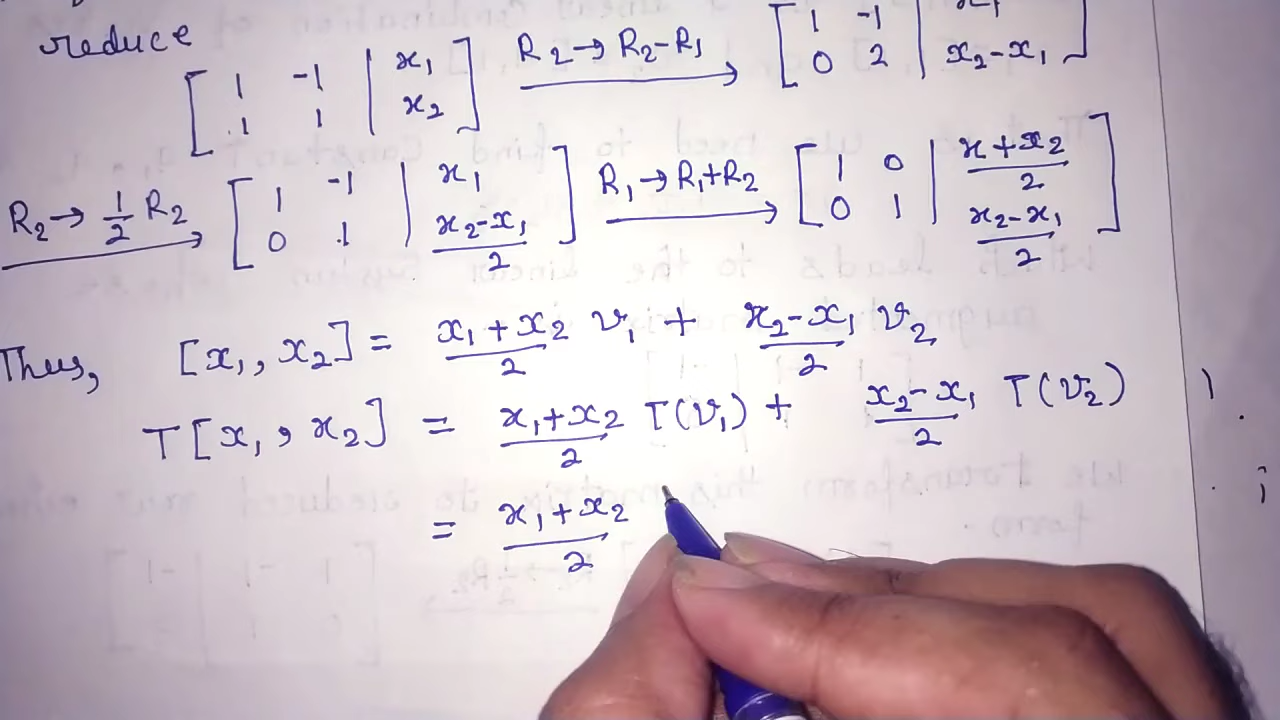 reduce
[ 1 -1 | x₁ ; 1 1 | x₂ ] R₂→R₂-R₁ [ 1 -1 | x₁ ; 0 2 | x₂-x₁ ]
R₂→ 1/2 R₂ [ 1 -1 | x₁ ; 0 1 | (x₂-x₁)/2 ] R₁→R₁+R₂ [ 1 0 | (x+x₂)/2 ; 0 1 | (x₂-x₁)/2 ]
Thus, [x₁, x₂] = (x₁+x₂)/2 v₁ + (x₂-x₁)/2 v₂
T[x₁, x₂] = (x₁+x₂)/2 T(v₁) + (x₂-x₁)/2 T(v₂)
= (x₁+x₂)/2